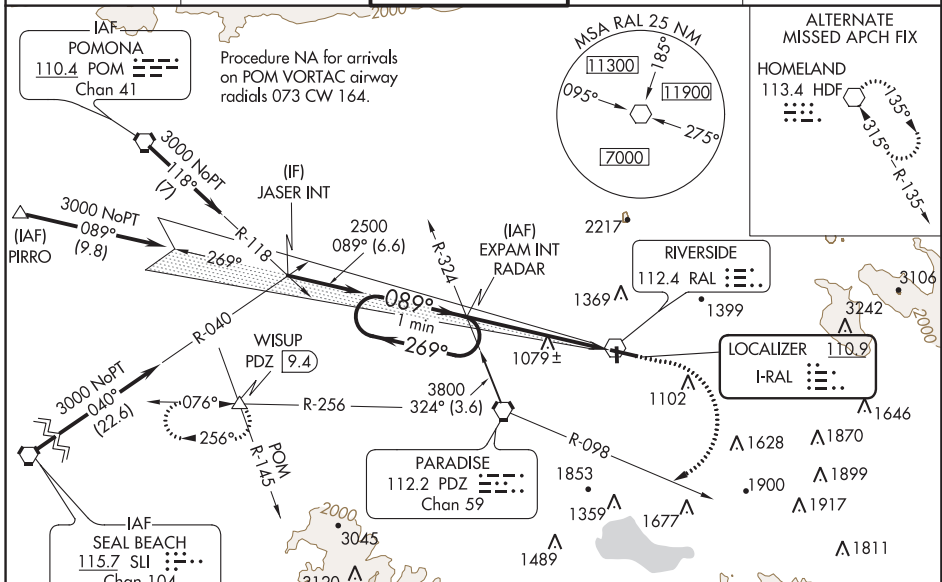 2000
IAF
POMONA
110.4 POM
Chan 41
Procedure NA for arrivals
on POM VORTAC airway
radials 073 CW 164.
MSA RAL 25 NM
11300
185°
095°
11900
275°
7000
ALTERNATE
MISSED APCH FIX
HOMELAND
113.4 HDF
135°
315°
R-135
3000 NoPT
118°
(7)
(IF)
JASER INT
3000 NoPT
089°
(9.8)
(IAF)
PIRRO
269°
R-118
2500
089° (6.6)
R-324
(IAF)
EXPAM INT
RADAR
2217
RIVERSIDE
112.4 RAL
3106
2000
1369
1399
3242
089°
1 min
269°
1079±
LOCALIZER 110.9
I-RAL
R-040
WISUP
PDZ 9.4
3000 NoPT
040°
(22.6)
076°
256°
R-256
3800
324° (3.6)
1102
1646
POM
R-145
R-098
1628
1870
PARADISE
112.2 PDZ
Chan 59
1853
1900
1899
1359
1677
1917
IAF
SEAL BEACH
115.7 SLI
Chan 104
2000
3045
3120
1489
1811